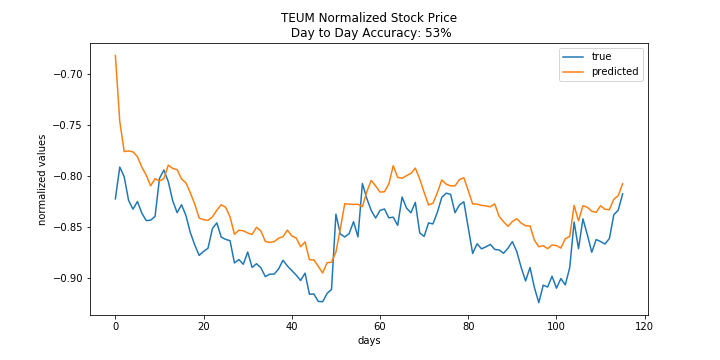 TEUM Normalized Stock Price
Day to Day Accuracy: 53%
true
predicted
normalized values
−0.70
−0.75
−0.80
−0.85
−0.90
0
20
40
60
80
100
120
days